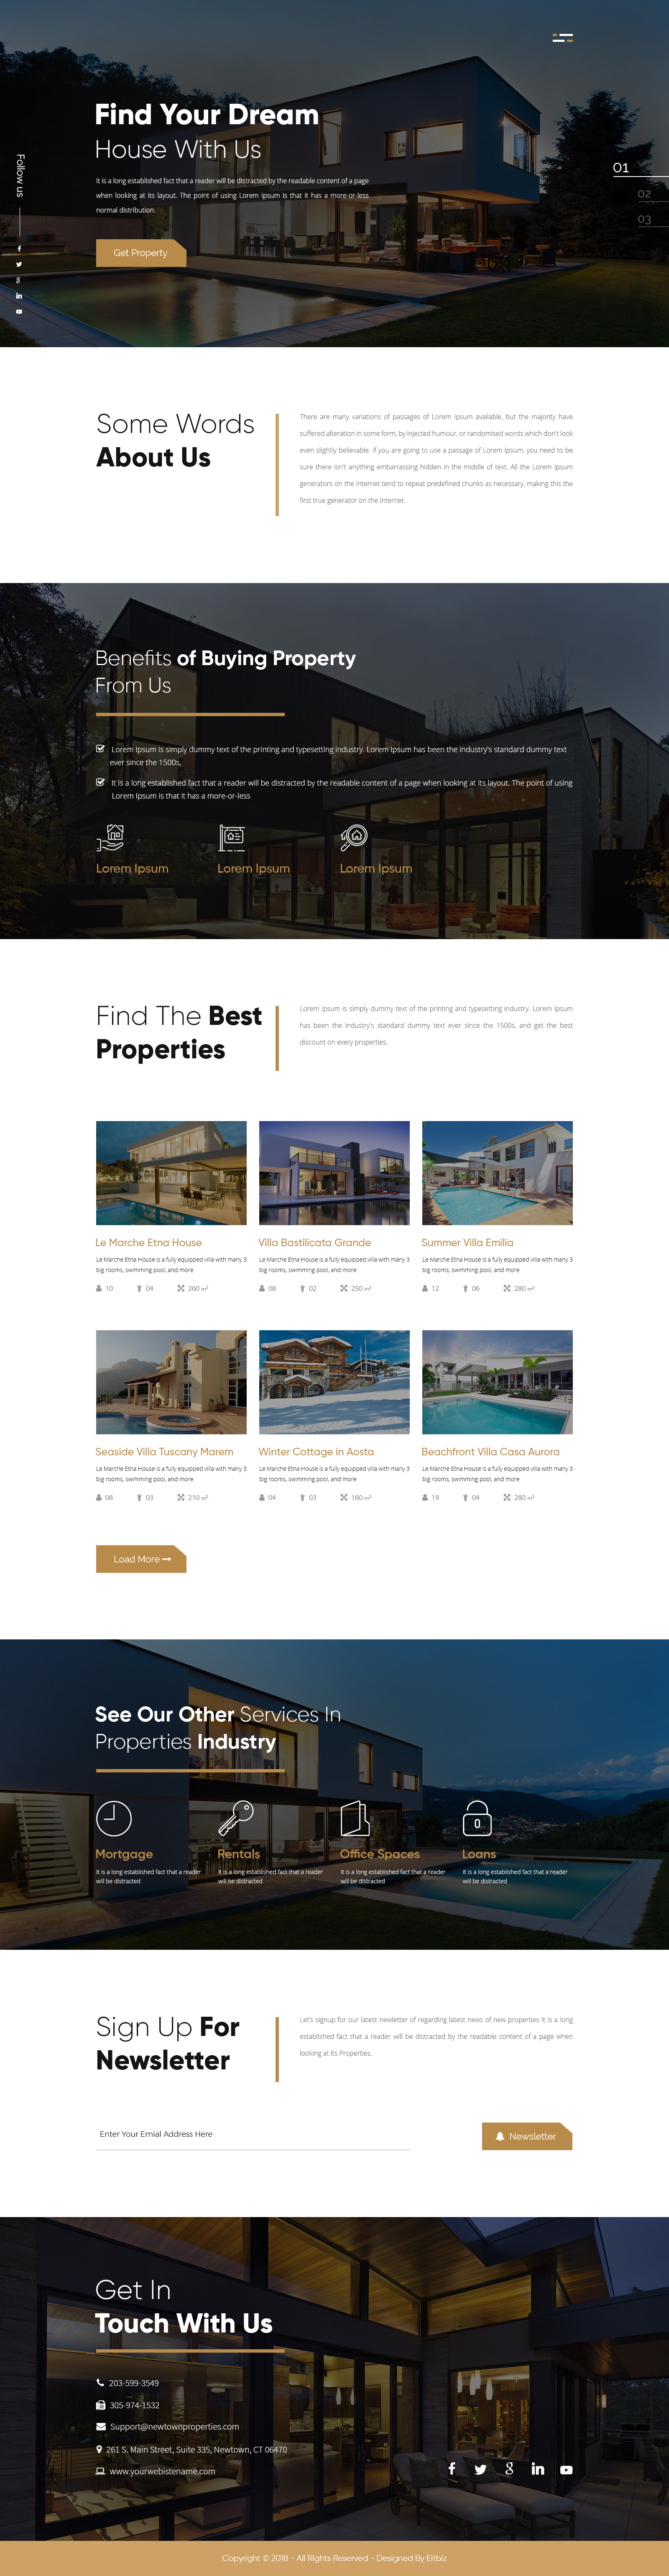 Find Your Dream
House With Us
It is a long established fact that a reader will be distracted by the readable content of a page
when looking at its layout. The point of using Lorem Ipsum is that it has a more-or-less
normal distribution.
Get Property
Follow us
01
02
03
Some Words
About Us
There are many variations of passages of Lorem Ipsum available, but the majority have
suffered alteration in some form, by injected humour, or randomised words which don't look
even slightly believable. If you are going to use a passage of Lorem Ipsum, you need to be
sure there isn't anything embarrassing hidden in the middle of text. All the Lorem Ipsum
generators on the Internet tend to repeat predefined chunks as necessary, making this the
first true generator on the Internet.
Benefits of Buying Property
From Us
Lorem Ipsum is simply dummy text of the printing and typesetting industry. Lorem Ipsum has been the industry's standard dummy text
ever since the 1500s,
It is a long established fact that a reader will be distracted by the readable content of a page when looking at its layout. The point of using
Lorem Ipsum is that it has a more-or-less
Lorem Ipsum Lorem Ipsum Lorem Ipsum
Find The Best
Properties
Lorem Ipsum is simply dummy text of the printing and typesetting industry. Lorem Ipsum
has been the industry's standard dummy text ever since the 1500s, and get the best
discount on every properties.
Le Marche Etna House
Le Marche Etna House is a fully equipped villa with many 3
big rooms, swimming pool, and more
10 04 260 m²
Villa Bastilicata Grande
Le Marche Etna House is a fully equipped villa with many 3
big rooms, swimming pool, and more
08 02 250 m²
Summer Villa Emilia
Le Marche Etna House is a fully equipped villa with many 3
big rooms, swimming pool, and more
12 06 280 m²
Seaside Villa Tuscany Marem
Le Marche Etna House is a fully equipped villa with many 3
big rooms, swimming pool, and more
08 03 210 m²
Winter Cottage in Aosta
Le Marche Etna House is a fully equipped villa with many 3
big rooms, swimming pool, and more
04 03 160 m²
Beachfront Villa Casa Aurora
Le Marche Etna House is a fully equipped villa with many 3
big rooms, swimming pool, and more
19 04 280 m²
Load More
See Our Other Services In
Properties Industry
Mortgage
It is a long established fact that a reader
will be distracted
Rentals
It is a long established fact that a reader
will be distracted
Office Spaces
It is a long established fact that a reader
will be distracted
Loans
It is a long established fact that a reader
will be distracted
Sign Up For
Newsletter
Let's signup for our latest newletter of regarding latest news of new properties It is a long
established fact that a reader will be distracted by the readable content of a page when
looking at its Properties.
Enter Your Emial Address Here
Newsletter
Get In
Touch With Us
203-599-3549
305-974-1532
Support@newtownproperties.com
261 S. Main Street, Suite 335, Newtown, CT 06470
www.yourwebistename.com
Copyright © 2018 - All Rights Reserved - Designed By Eitbiz